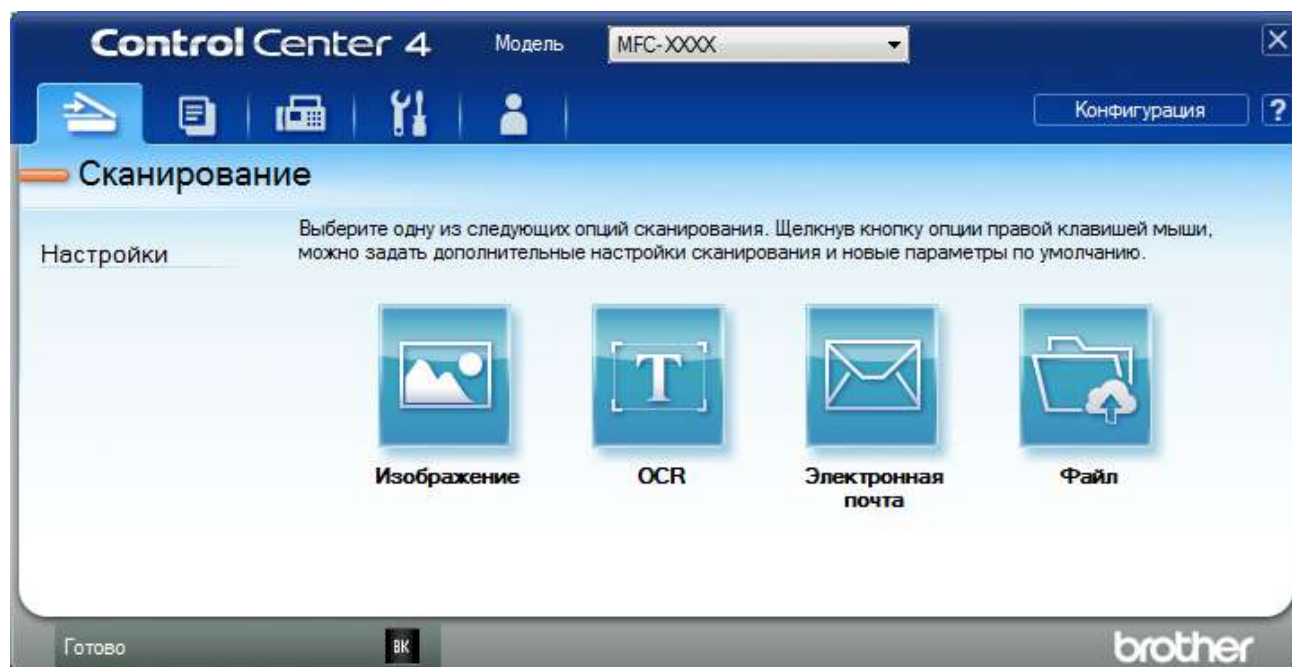 Control Center 4 Модель MFC-XXXX
Конфигурация ?
Сканирование
Настройки
Выберите одну из следующих опций сканирования. Щелкнув кнопку опции правой клавишей мыши,
можно задать дополнительные настройки сканирования и новые параметры по умолчанию.
T
Изображение OCR Электронная Файл
почта
Готово BK brother